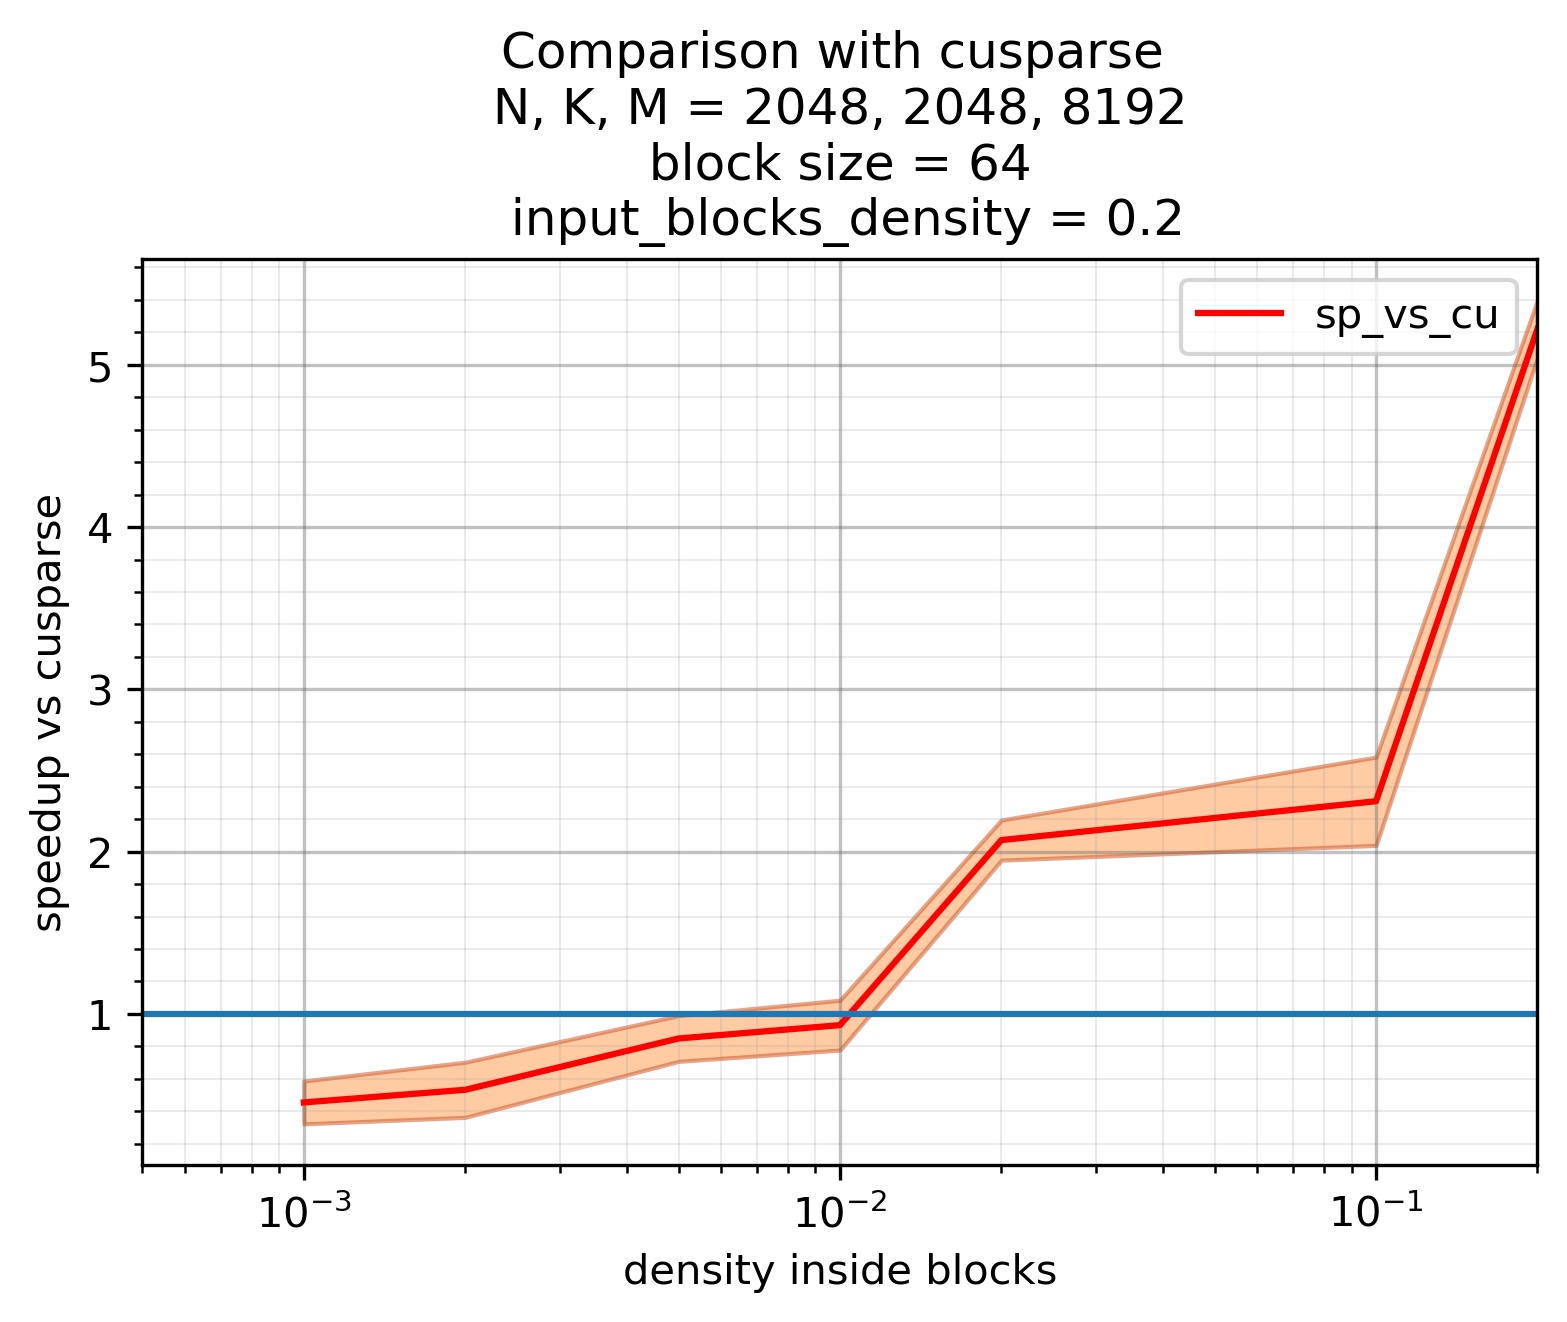 Comparison with cusparse
N, K, M = 2048, 2048, 8192
block size = 64
input_blocks_density = 0.2
sp_vs_cu
5
4
3
2
1
speedup vs cusparse
10⁻³ 10⁻² 10⁻¹
density inside blocks